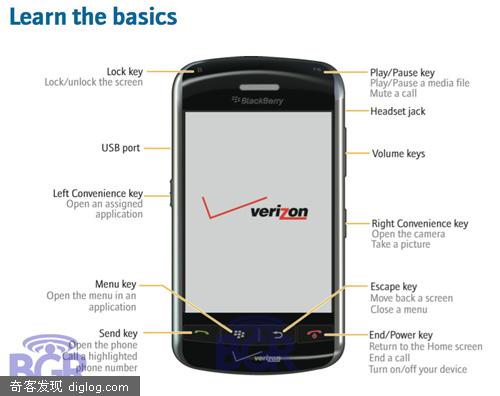 Learn the basics
Lock key
Lock/unlock the screen
Play/Pause key
Play/Pause a media file
Mute a call
Headset jack
BlackBerry
USB port
Volume keys
Left Convenience key
Open an assigned
application
verizon
Right Convenience key
Open the camera
Take a picture
Menu key
Open the menu in an
application
Escape key
Move back a screen
Close a menu
Send key
Open the phone
Call a highlighted
phone number
End/Power key
Return to the Home screen
End a call
Turn on/off your device
verizon
BGR
BGR
奇客发现 diglog.com